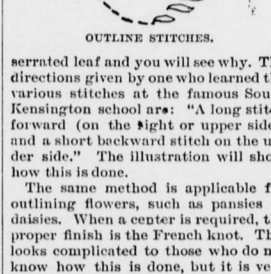 OUTLINE STITCHES.
serrated leaf and you will see why. T
directions given by one who learned t
various stitches at the famous Sou
Kensington school are: "A long stit
forward (on the right or upper side
and a short backward stitch on the u
der side." The illustration will sho
how this is done.
The same method is applicable f
outlining flowers, such as pansies
daisies. When a center is required, t
proper finish is the French knot. Th
looks complicated to those who do n
know how this is done, but it is ve